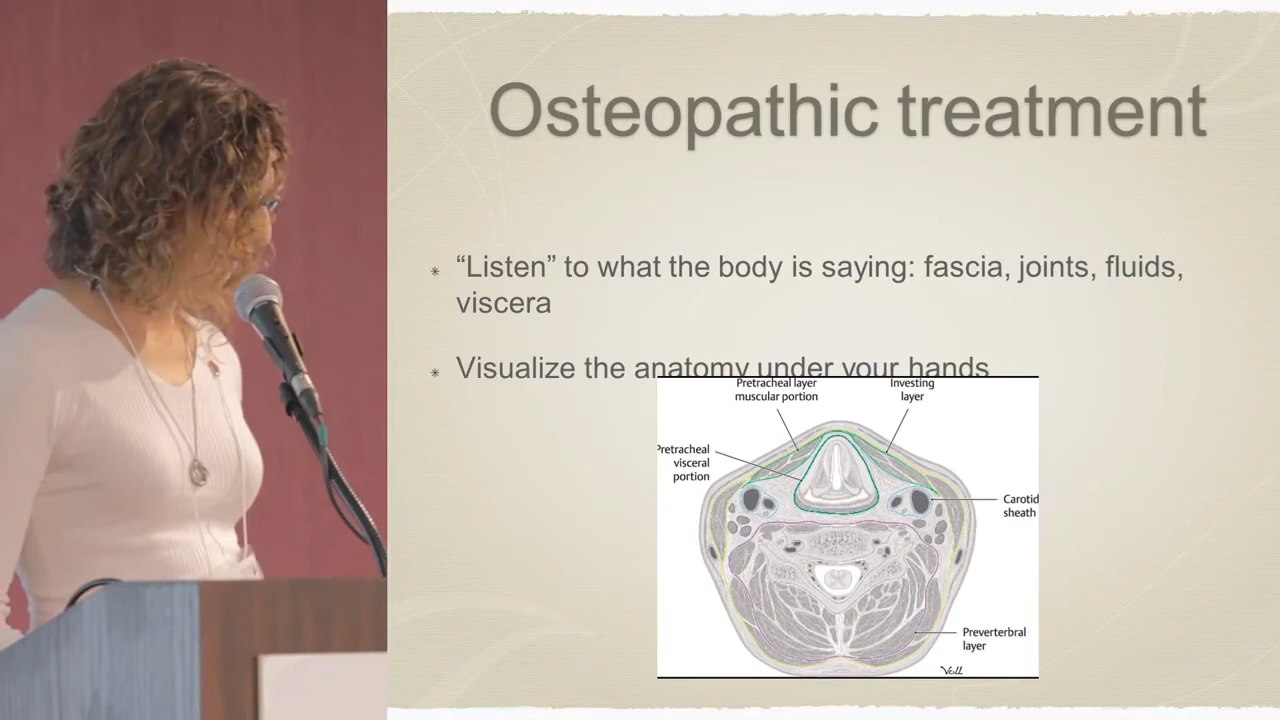 Osteopathic treatment
* “Listen” to what the body is saying: fascia, joints, fluids,
viscera
* Visualize the anatomy under your hands
Pretracheal layer
muscular portion
Investing
layer
Pretracheal
visceral
portion
Carotid
sheath
Prevertebral
layer
Voll